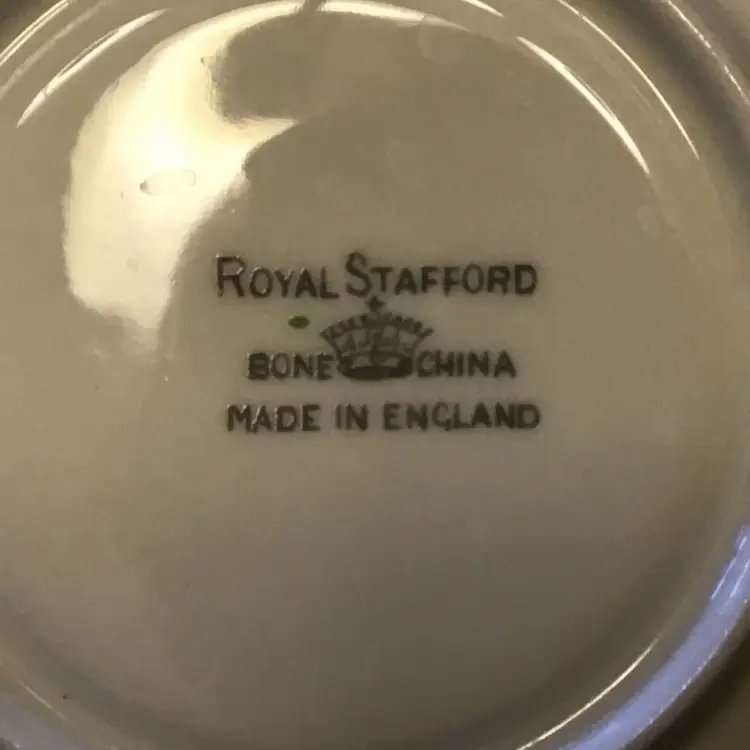 ROYAL STAFFORD
BONE CHINA
MADE IN ENGLAND